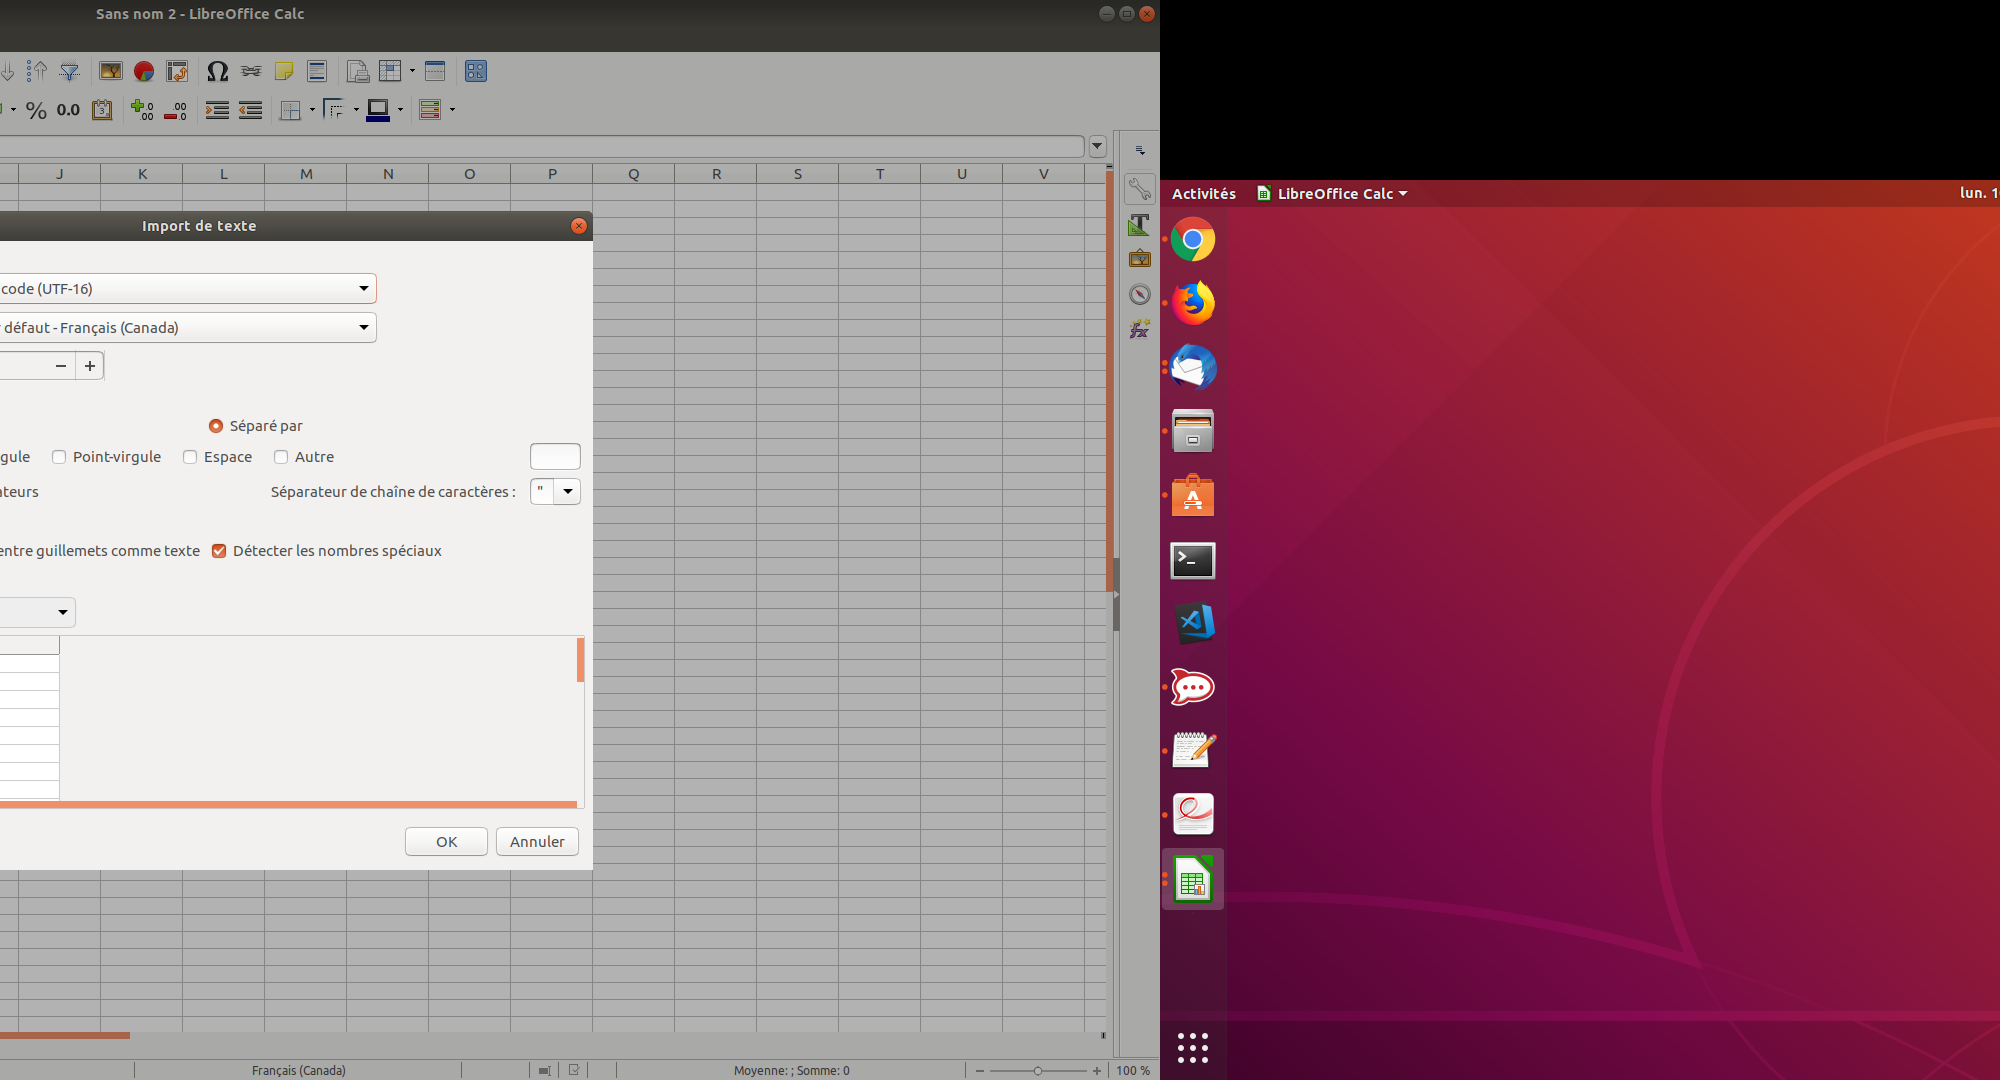 Sans nom 2 - LibreOffice Calc
% 0.0
J K L M N O P Q R S T U V
Import de texte
code (UTF-16)
défaut - Français (Canada)
Séparé par
gule Point-virgule Espace Autre
ateurs Séparateur de chaîne de caractères : "
entre guillemets comme texte Détecter les nombres spéciaux
OK Annuler
Français (Canada) Moyenne: ; Somme: 0 100 %
Activités LibreOffice Calc lun. 1